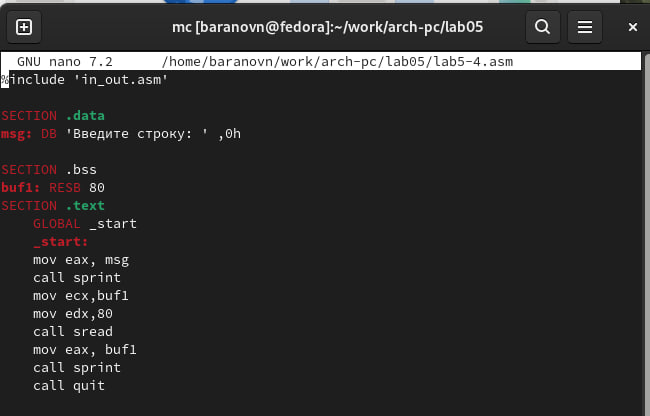 mc [baranovn@fedora]:~/work/arch-pc/lab05
GNU nano 7.2 /home/baranovn/work/arch-pc/lab05/lab5-4.asm
%include 'in_out.asm'
SECTION .data
msg: DB 'Введите строку: ' ,0h
SECTION .bss
buf1: RESB 80
SECTION .text
GLOBAL _start
_start:
mov eax, msg
call sprint
mov ecx,buf1
mov edx,80
call sread
mov eax, buf1
call sprint
call quit